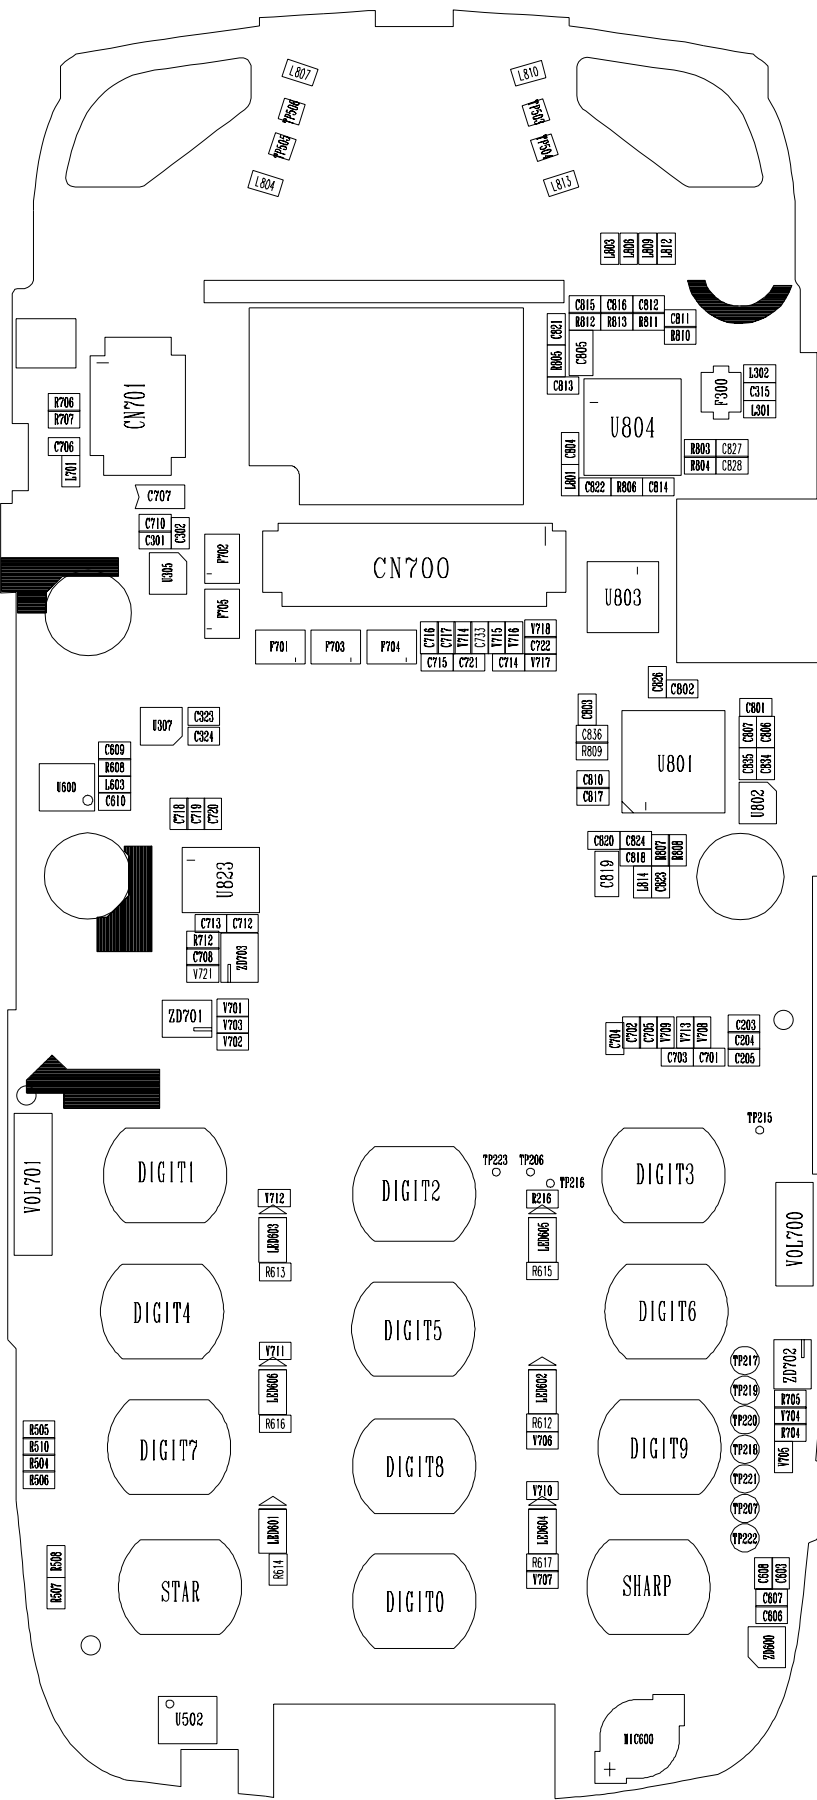 L807
L810
TP506
TP503
TP505
TP504
L804
L813
L803
L806
L809
L812
C815
C816
C812
C821
R812
R813
R811
C811
R810
C805
R805
C813
CN701
R706
R707
C706
L701
U804
F300
L302
C315
L301
C804
L801
R803
C827
R804
C828
C822
R806
C814
C707
C710
C301
C302
U305
F702
F705
CN700
U803
F701
F703
F704
C716
C717
V714
C733
V715
V716
V718
C722
C715
C721
C714
V717
C826
C802
U307
C323
C324
C803
C836
R809
U801
C801
C807
C806
C835
C834
U802
C609
R608
L603
C610
U600
C810
C817
C718
C719
C720
U823
C820
C824
C818
R807
R808
C819
L814
C823
C713
C712
R712
C708
V721
ZD703
ZD701
V701
V703
V702
C704
C702
C705
V709
V713
V708
C703
C701
C203
C204
C205
TP215
VOL701
DIGIT1
DIGIT2
DIGIT3
TP223
TP206
TP216
V712
R216
LED603
LED605
R613
R615
VOL700
DIGIT4
DIGIT5
DIGIT6
V711
LED606
R616
LED602
R612
V706
ZD702
TP217
TP219
TP220
TP218
TP221
TP207
TP222
R705
V704
R704
V705
R505
R510
R504
R506
DIGIT7
DIGIT8
DIGIT9
V710
LED601
LED604
R614
R617
V707
R508
R507
STAR
DIGIT0
SHARP
C608
C603
C607
C606
ZD600
U502
MIC600
+